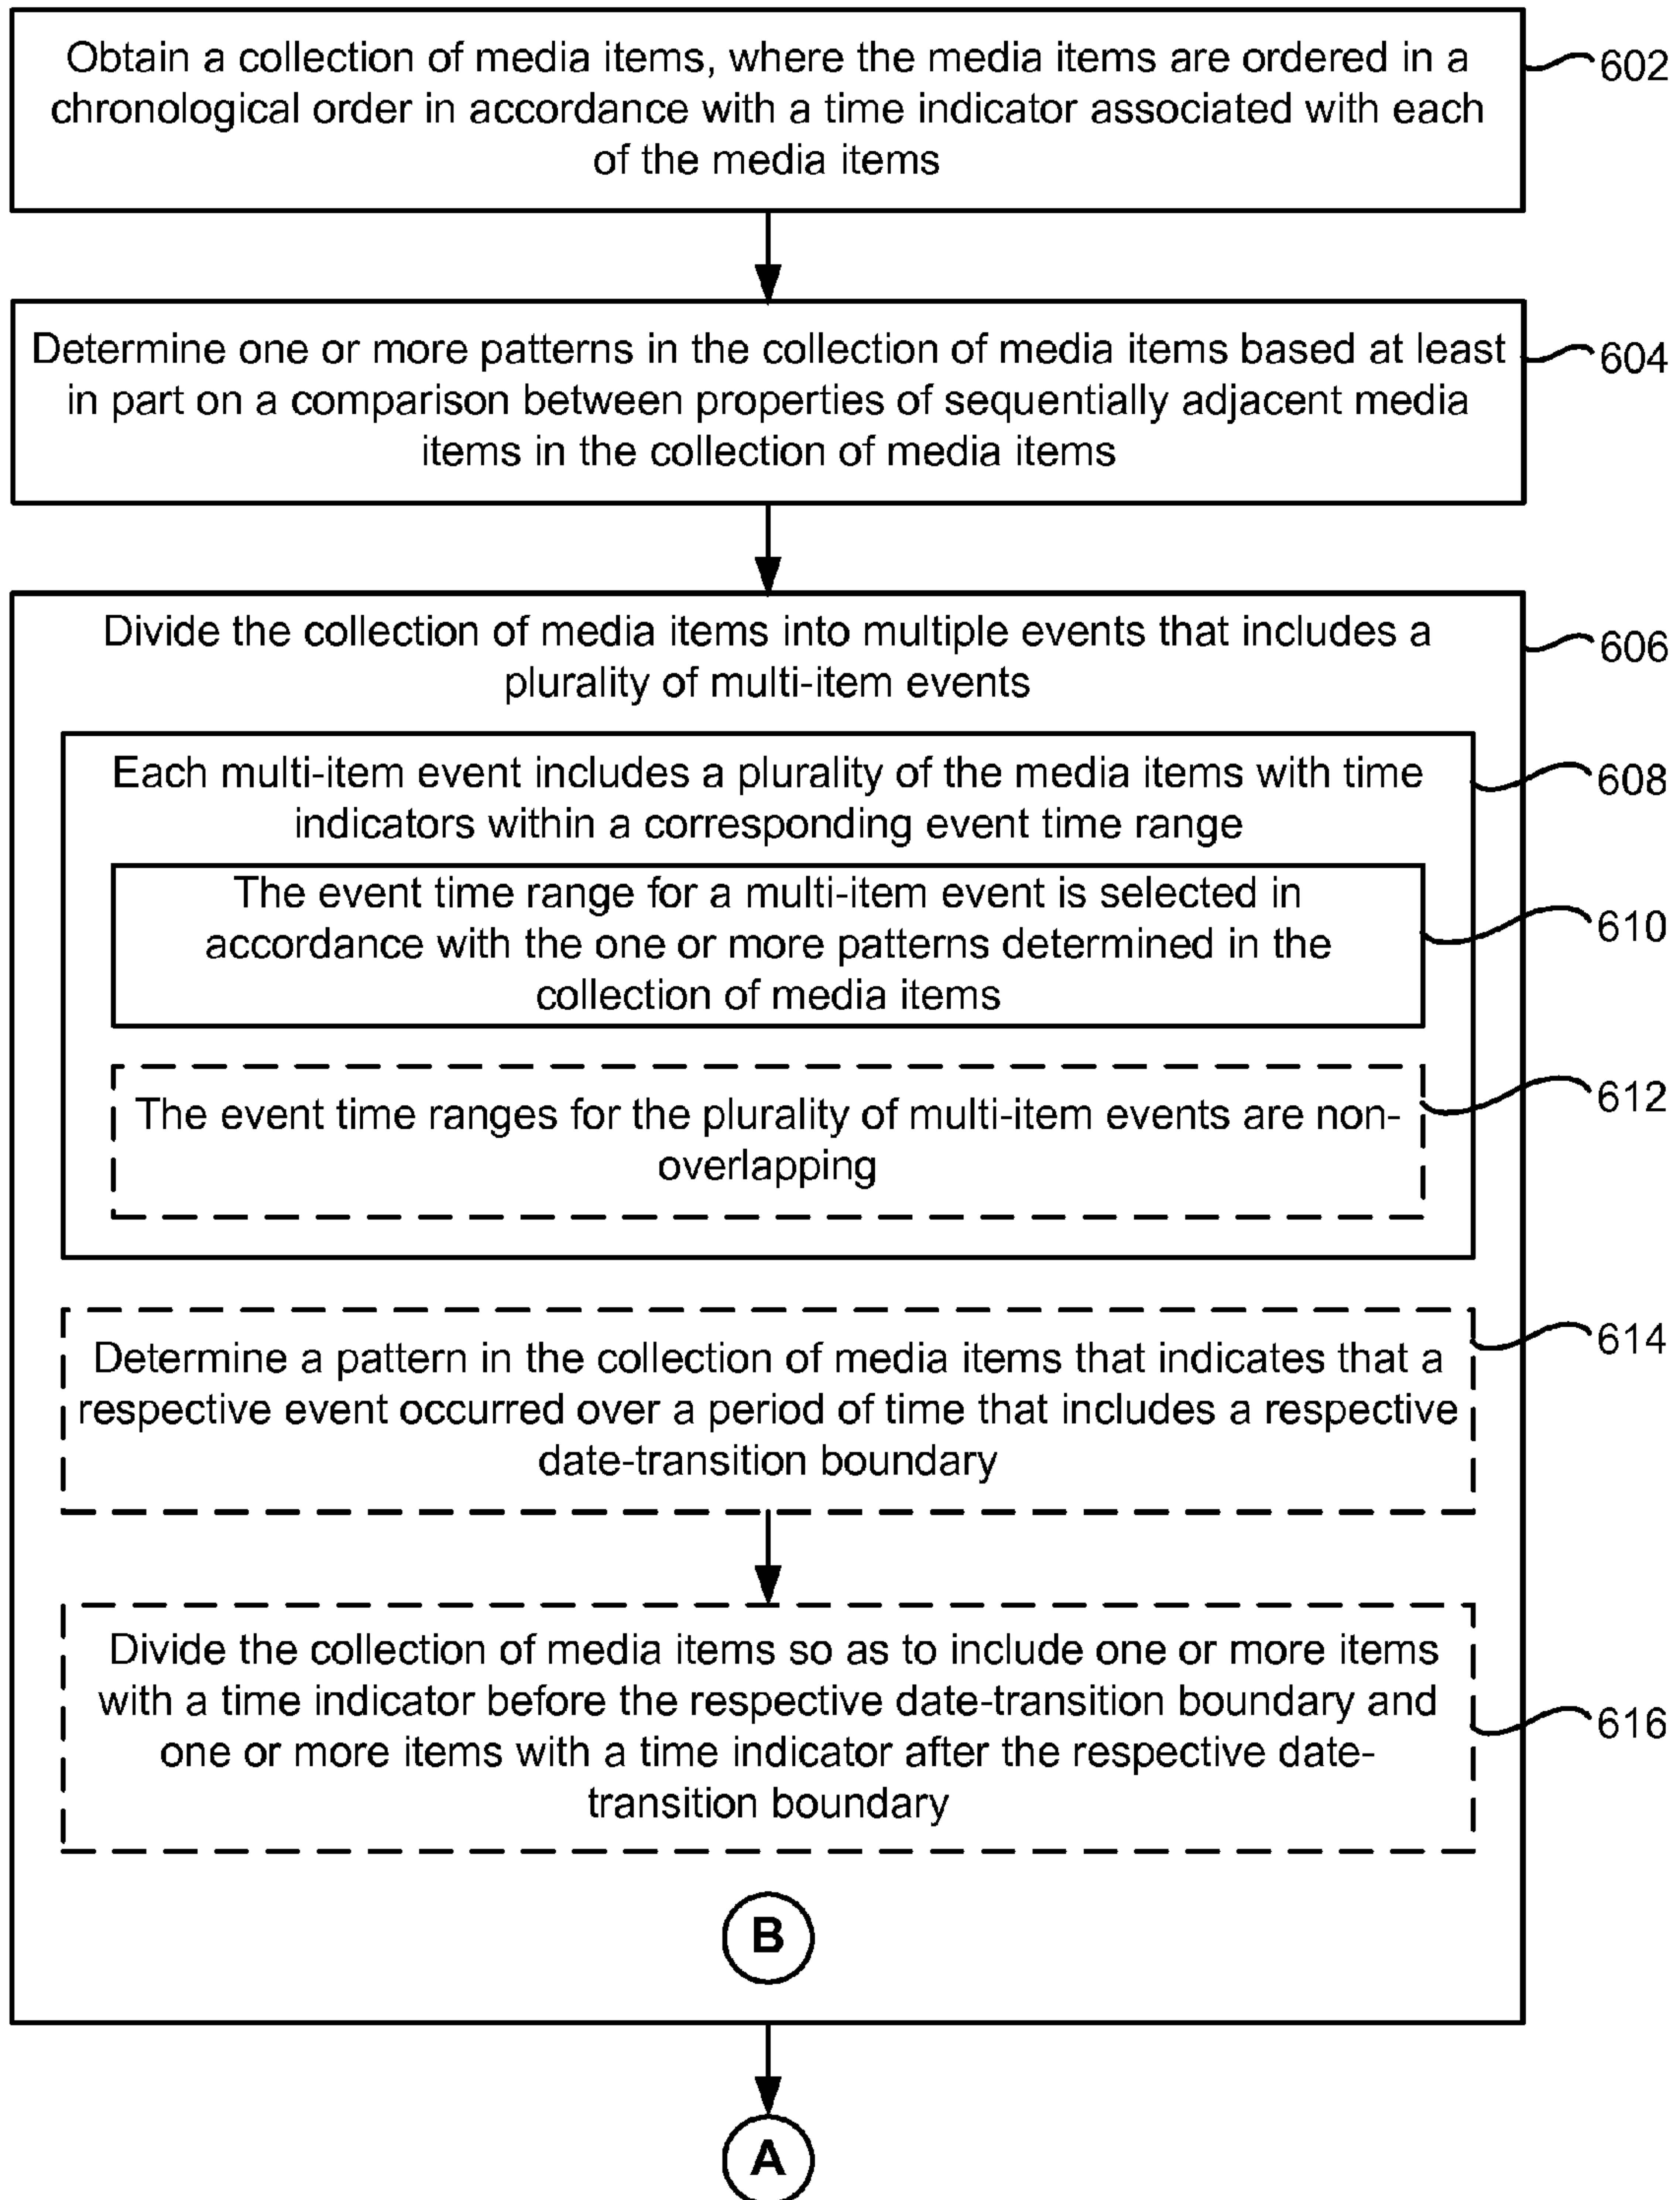 Obtain a collection of media items, where the media items are ordered in a
chronological order in accordance with a time indicator associated with each
of the media items
602
Determine one or more patterns in the collection of media items based at least
in part on a comparison between properties of sequentially adjacent media
items in the collection of media items
604
Divide the collection of media items into multiple events that includes a
plurality of multi-item events
606
Each multi-item event includes a plurality of the media items with time
indicators within a corresponding event time range
608
The event time range for a multi-item event is selected in
accordance with the one or more patterns determined in the
collection of media items
610
The event time ranges for the plurality of multi-item events are non-
overlapping
612
Determine a pattern in the collection of media items that indicates that a
respective event occurred over a period of time that includes a respective
date-transition boundary
614
Divide the collection of media items so as to include one or more items
with a time indicator before the respective date-transition boundary and
one or more items with a time indicator after the respective date-
transition boundary
616
B
A